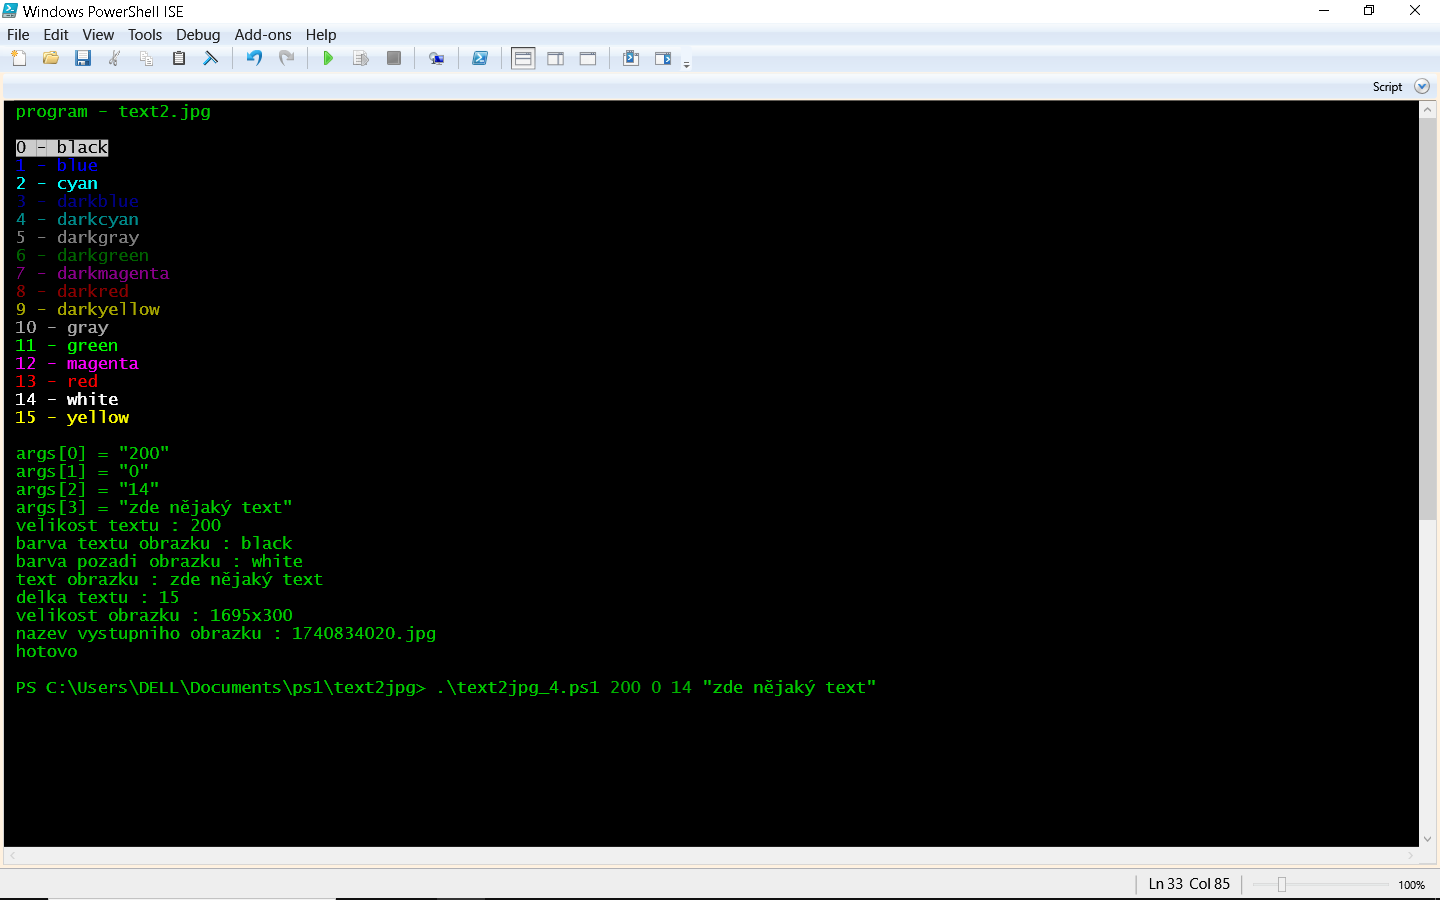 Windows PowerShell ISE
File Edit View Tools Debug Add-ons Help
Script
program - text2.jpg
0 - black
1 - blue
2 - cyan
3 - darkblue
4 - darkcyan
5 - darkgray
6 - darkgreen
7 - darkmagenta
8 - darkred
9 - darkyellow
10 - gray
11 - green
12 - magenta
13 - red
14 - white
15 - yellow
args[0] = "200"
args[1] = "0"
args[2] = "14"
args[3] = "zde nějaký text"
velikost textu : 200
barva textu obrazku : black
barva pozadi obrazku : white
text obrazku : zde nějaký text
delka textu : 15
velikost obrazku : 1695x300
nazev vystupniho obrazku : 1740834020.jpg
hotovo
PS C:\Users\DELL\Documents\ps1\text2jpg> .\text2jpg_4.ps1 200 0 14 "zde nějaký text"
Ln 33 Col 85
100%